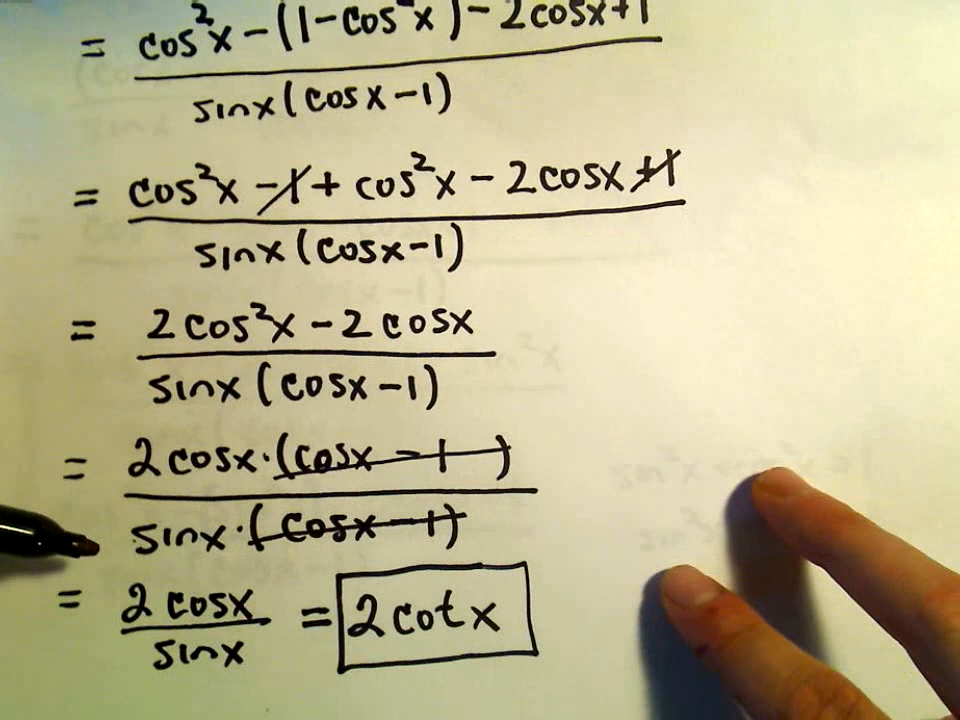 = cos²x - (1 - cos²x) - 2cosx + 1
sinx (cosx - 1)
= cos²x - 1 + cos²x - 2cosx + 1
sinx (cosx - 1)
= 2cos²x - 2cosx
sinx (cosx - 1)
= 2cosx · (cosx - 1)
sinx · (cosx - 1)
= 2cosx = 2cotx
sinx